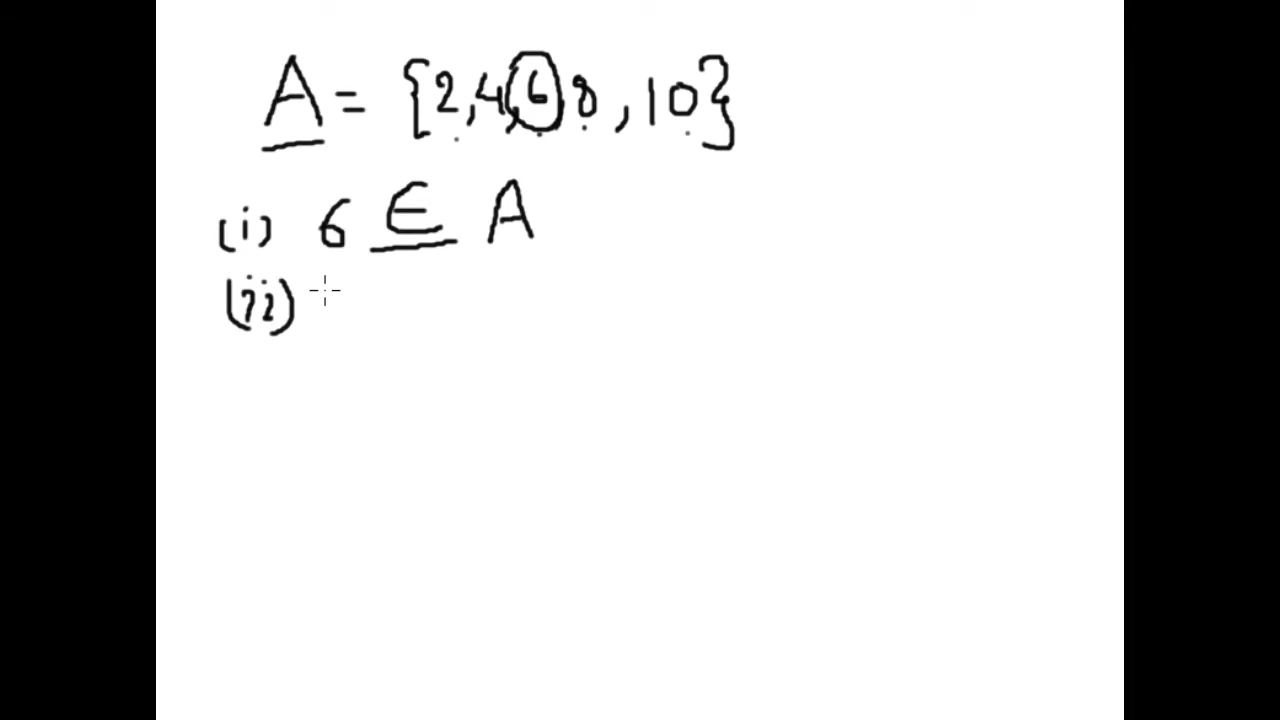 A = {2,4,6 8,10}
(i) 6 ∈ A
(ii)